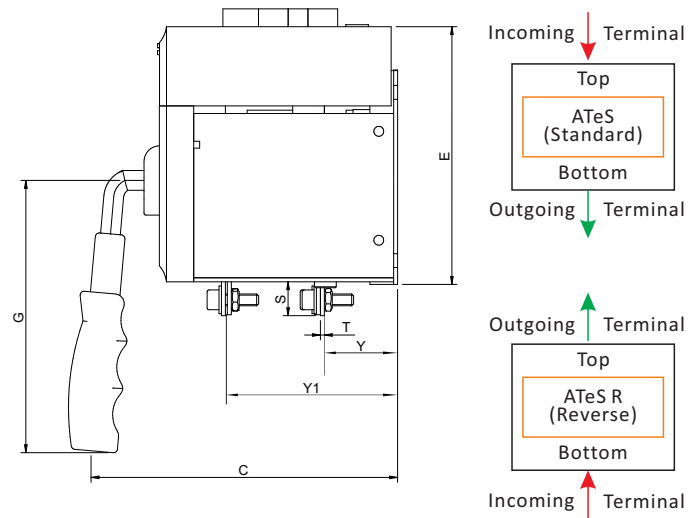 E
G
S
T
Y
Y1
C
Incoming Terminal
Top
ATeS
(Standard)
Bottom
Outgoing Terminal
Outgoing Terminal
Top
ATeS R
(Reverse)
Bottom
Incoming Terminal